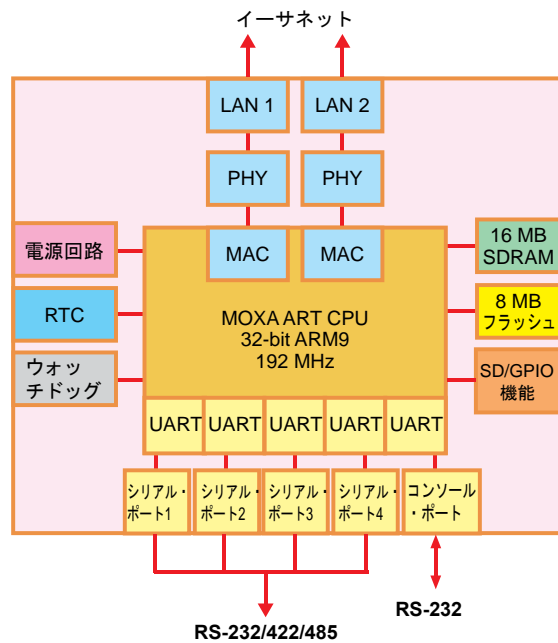 イーサネット
LAN 1
LAN 2
PHY
PHY
MAC
MAC
電源回路
RTC
ウォッ
チドッグ
MOXA ART CPU
32-bit ARM9
192 MHz
16 MB
SDRAM
8 MB
フラッシュ
SD/GPIO
機能
UART
UART
UART
UART
UART
シリアル・
ポート1
シリアル・
ポート2
シリアル・
ポート3
シリアル・
ポート4
コンソール
・ポート
RS-232
RS-232/422/485